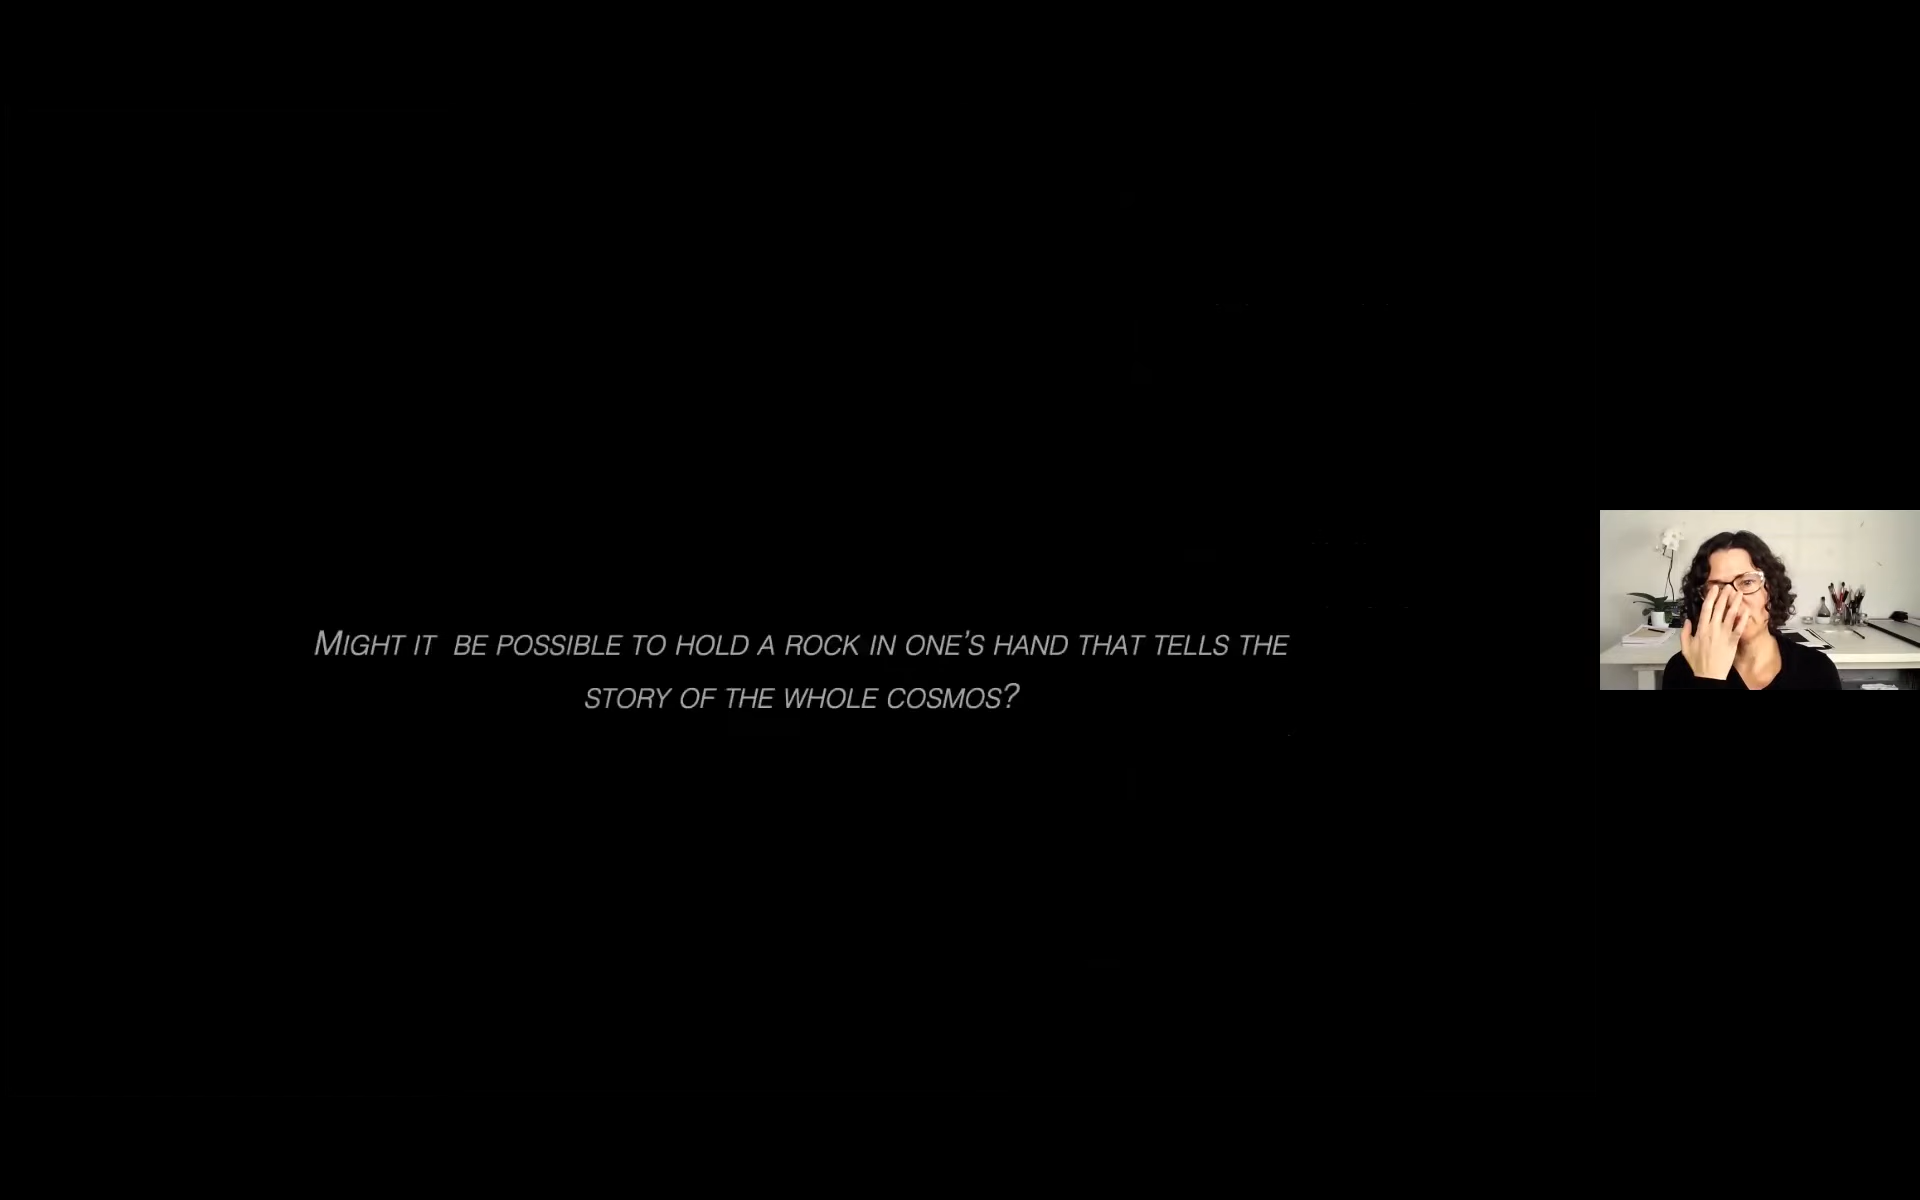 MIGHT IT  BE POSSIBLE TO HOLD A ROCK IN ONE'S HAND THAT TELLS THE
STORY OF THE WHOLE COSMOS?